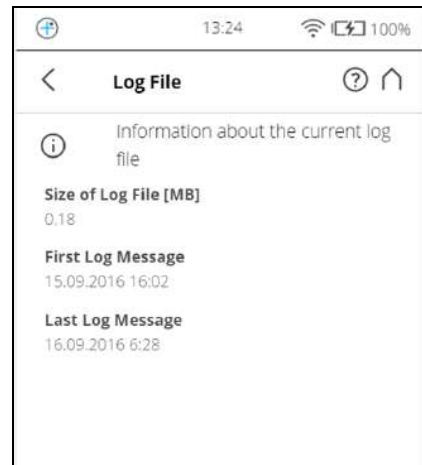 13:24 100%
Log File
Information about the current log
file
Size of Log File [MB]
0.18
First Log Message
15.09.2016 16:02
Last Log Message
16.09.2016 6:28